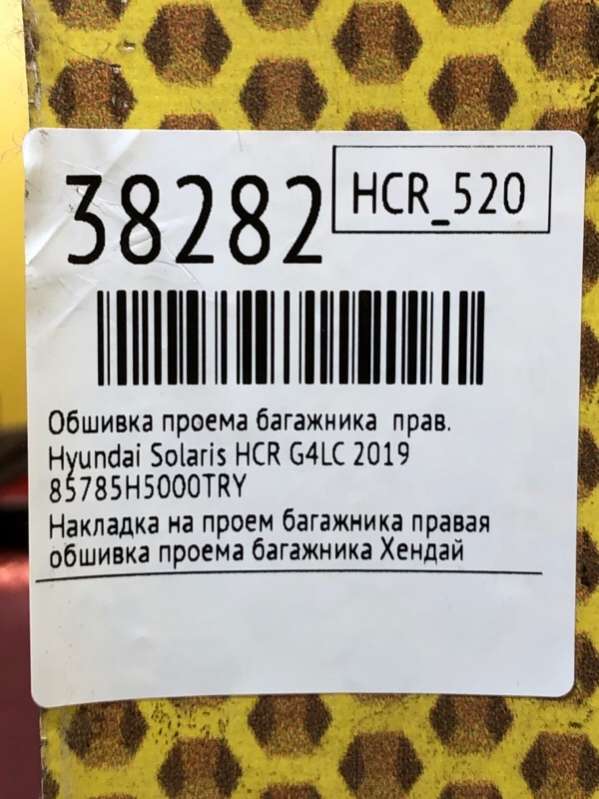 38282
HCR_520
Обшивка проема багажника прав.
Hyundai Solaris HCR G4LC 2019
85785H5000TRY
Накладка на проем багажника правая
обшивка проема багажника Хендай